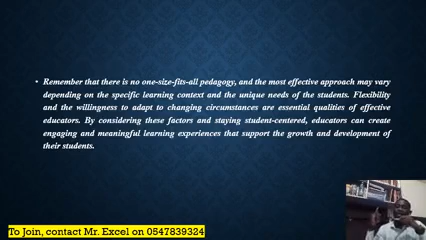 • Remember that there is no one-size-fits-all pedagogy, and the most effective approach may vary
depending on the specific learning context and the unique needs of the students. Flexibility
and the willingness to adapt to changing circumstances are essential qualities of effective
educators. By considering these factors and staying student-centered, educators can create
engaging and meaningful learning experiences that support the growth and development of
their students.
To Join, contact Mr. Excel on 0547839324